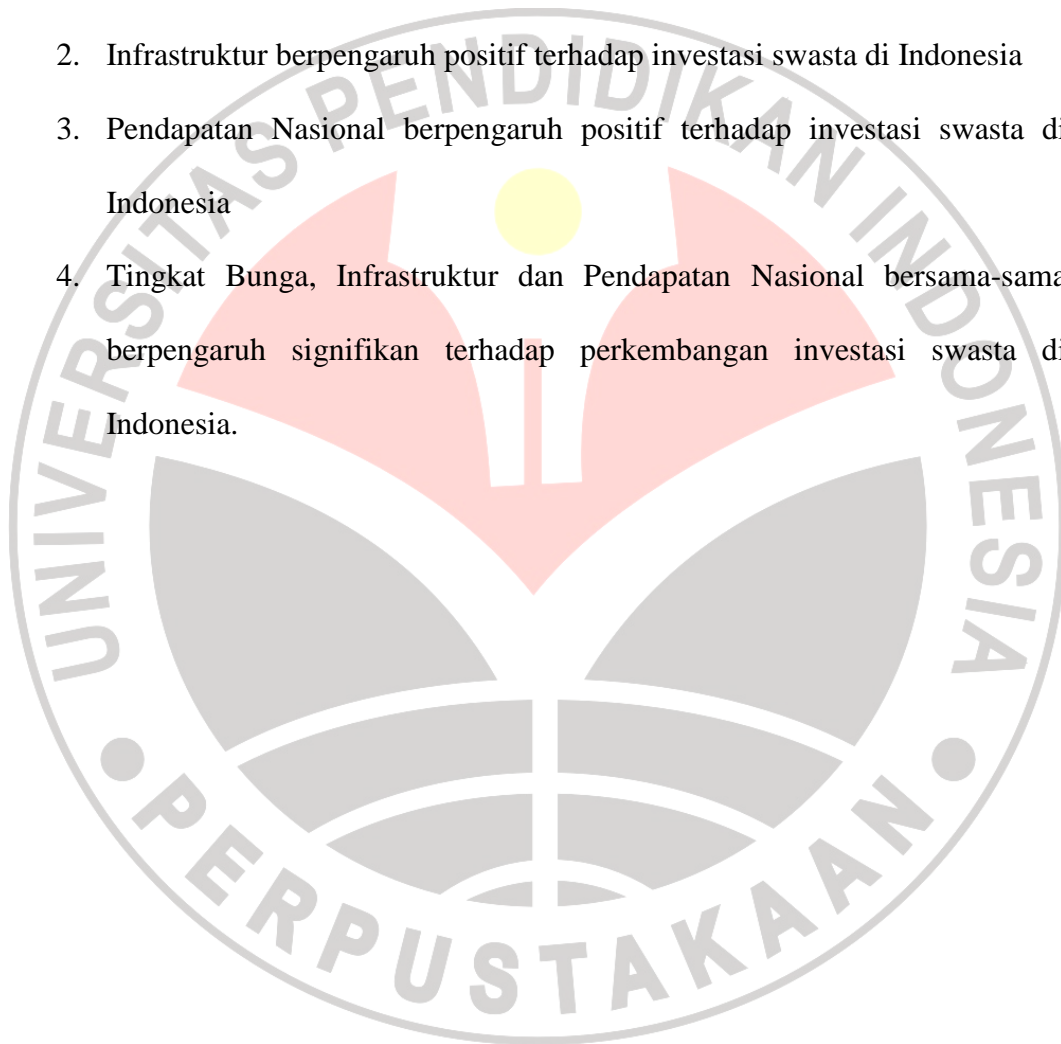 2. Infrastruktur berpengaruh positif terhadap investasi swasta di Indonesia
3. Pendapatan Nasional berpengaruh positif terhadap investasi swasta di
Indonesia
4. Tingkat Bunga, Infrastruktur dan Pendapatan Nasional bersama-sama
berpengaruh signifikan terhadap perkembangan investasi swasta di
Indonesia.
UNIVERSITAS PENDIDIKAN INDONESIA
PERPUSTAKAAN